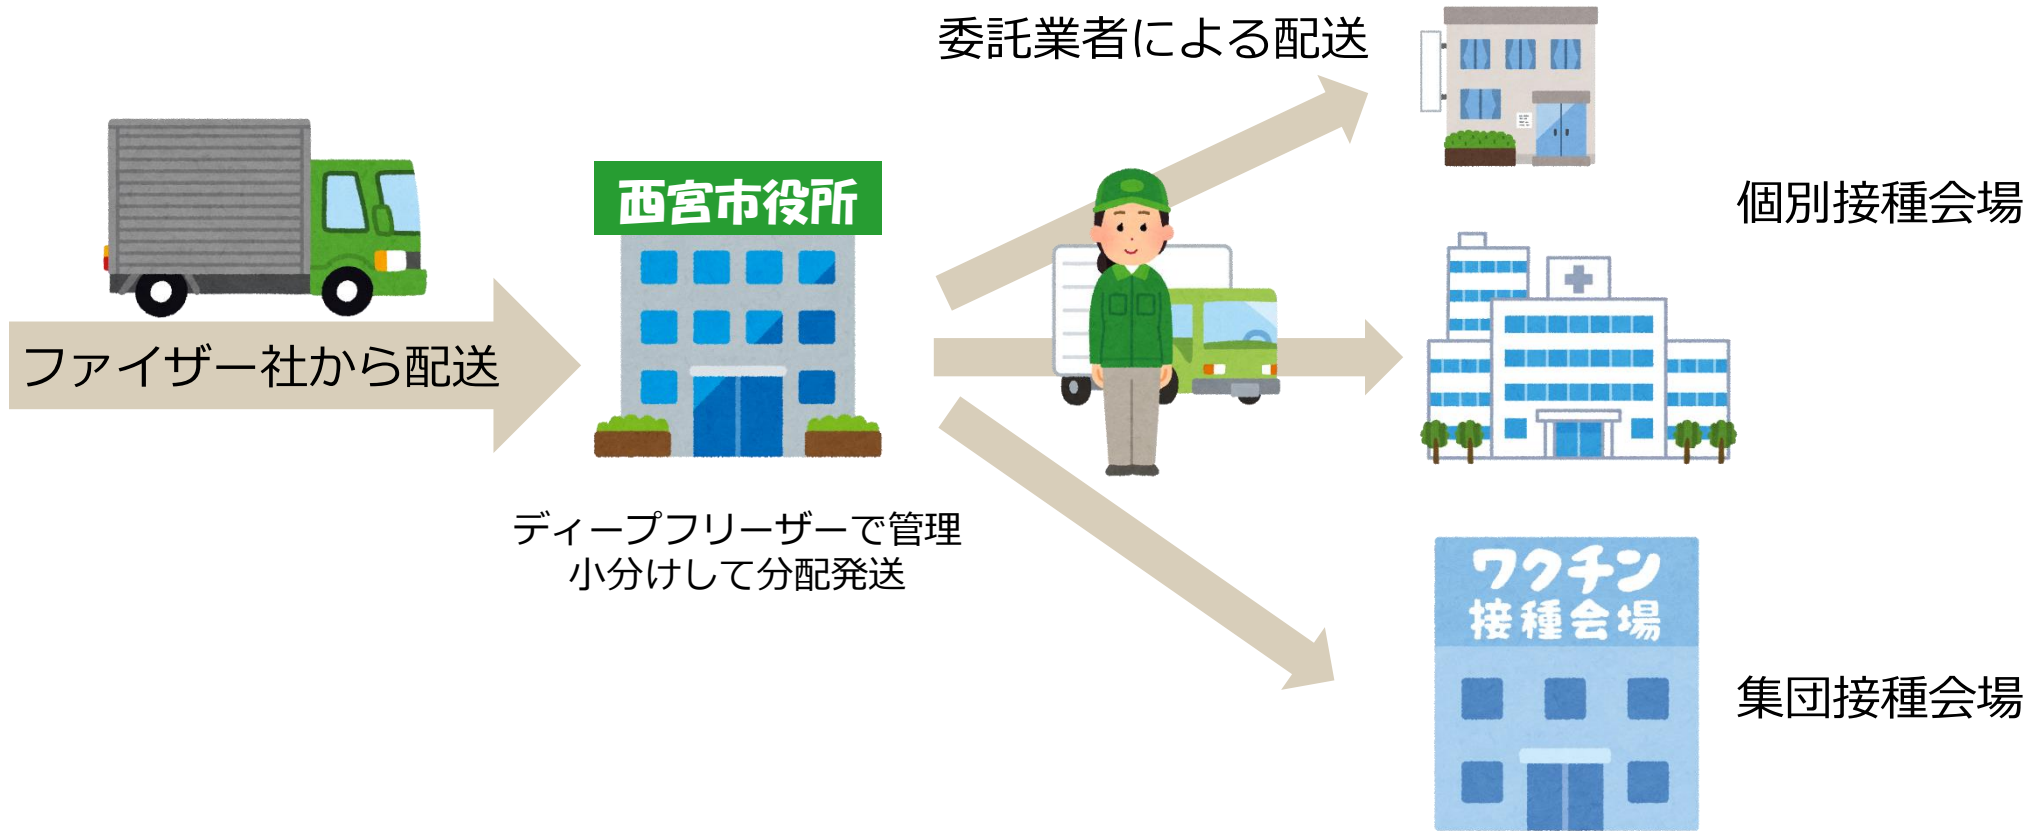 委託業者による配送
西宮市役所
個別接種会場
ファイザー社から配送
ディープフリーザーで管理
小分けして分配発送
ワクチン
接種会場
集団接種会場